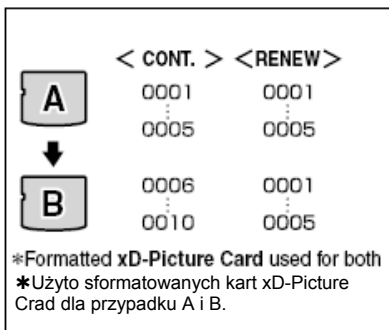 < CONT. > <RENEW>
A 0001 0001
0005 0005
B 0006 0001
0010 0005
*Formatted xD-Picture Card used for both
*Użyto sformatowanych kart xD-Picture
Crad dla przypadku A i B.